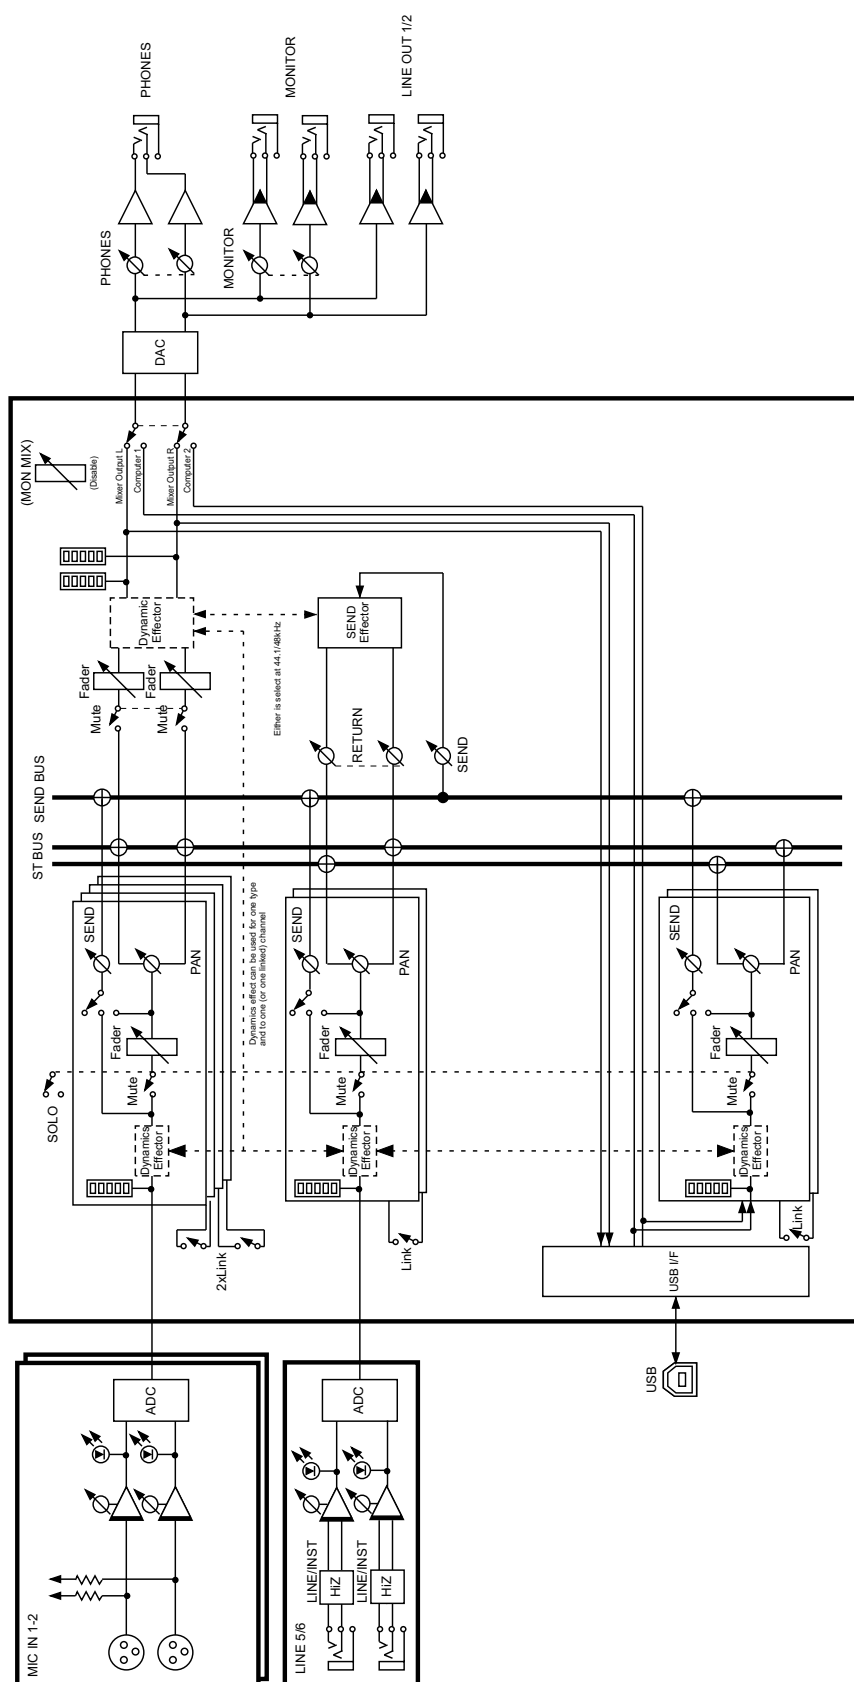 PHONES
MONITOR
LINE OUT 1/2
PHONES
MONITOR
DAC
(MON MIX)
(Disable)
Mixer Output L
Computer 1
Mixer Output R
Computer 2
Dynamic
Effector
SEND
Effector
Either is select at 44.1/48kHz
Fader
Fader
Mute
Mute
RETURN
SEND
SEND BUS
ST BUS
SEND
PAN
Fader
Mute
Dynamics
Effector
Dynamics effect can be used for one type
and to one (or one linked) channel
SEND
PAN
Fader
Mute
Dynamics
Effector
SEND
PAN
Fader
Mute
Dynamics
Effector
SOLO
2xLink
Link
Link
USB I/F
USB
ADC
ADC
MIC IN 1-2
LINE/INST
HiZ
LINE/INST
HiZ
LINE 5/6